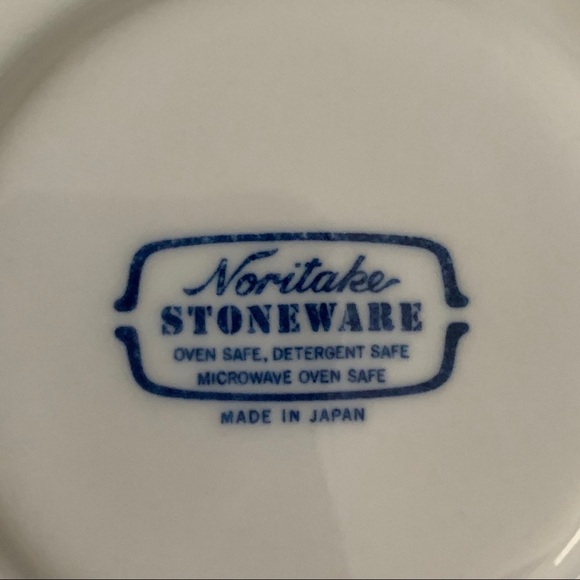 Noritake
STONEWARE
OVEN SAFE, DETERGENT SAFE
MICROWAVE OVEN SAFE
MADE IN JAPAN